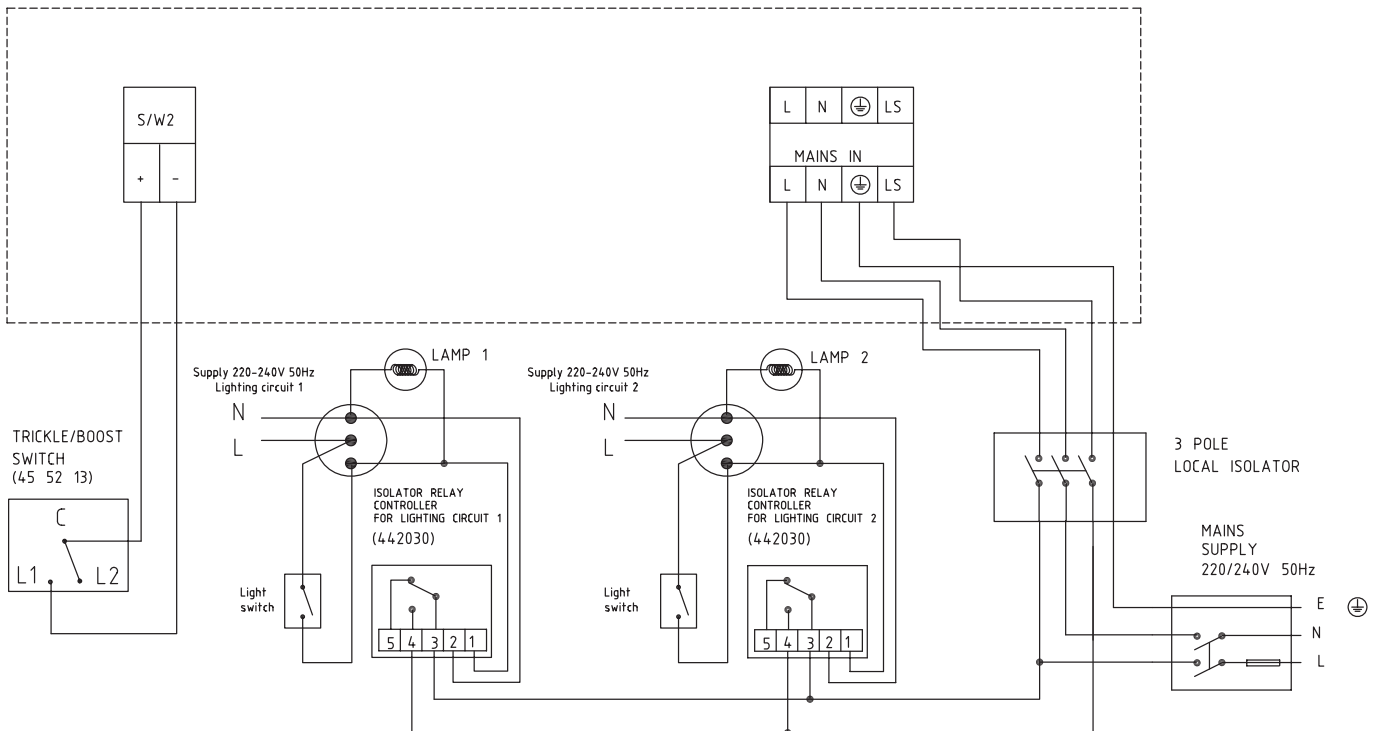 S/W2
+ -
L N LS
MAINS IN
L N LS
LAMP 1
Supply 220-240V 50Hz
Lighting circuit 1
N
L
LAMP 2
Supply 220-240V 50Hz
Lighting circuit 2
N
L
TRICKLE/BOOST
SWITCH
(45 52 13)
C
L1 L2
ISOLATOR RELAY
CONTROLLER
FOR LIGHTING CIRCUIT 1
(442030)
Light
switch
5 4 3 2 1
ISOLATOR RELAY
CONTROLLER
FOR LIGHTING CIRCUIT 2
(442030)
Light
switch
5 4 3 2 1
3 POLE
LOCAL ISOLATOR
MAINS
SUPPLY
220/240V 50Hz
E
N
L